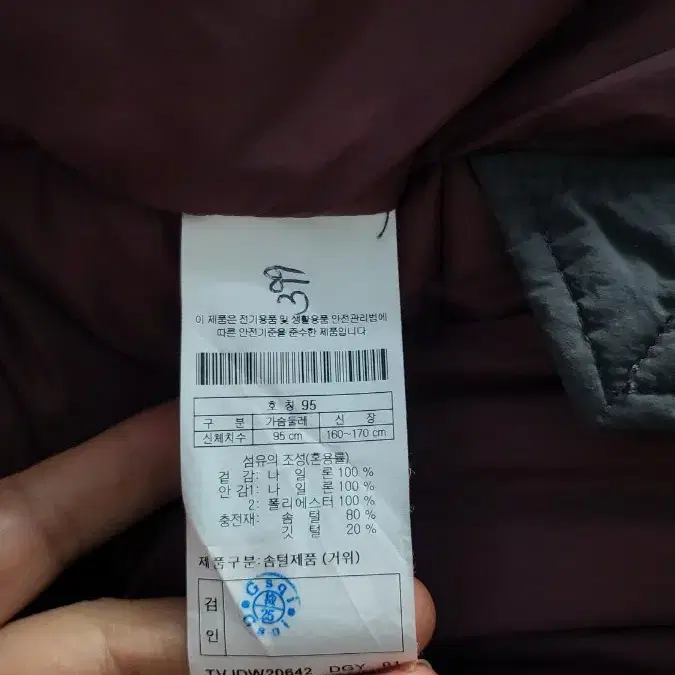 399
이 제품은 전기용품 및 생활용품 안전관리법에
따른 안전기준을 준수한 제품입니다
호 칭 95
구 분 가슴둘레 신 장
신체치수 95 cm 160~170 cm
섬유의 조성(혼용률)
겉 감: 나 일 론 100 %
안 감1: 나 일 론 100 %
2: 폴리에스터 100 %
충전재: 솜 털 80 %
깃 털 20 %
제품구분:솜털제품 (거위)
검
인
25
TVJDW20642 DGY